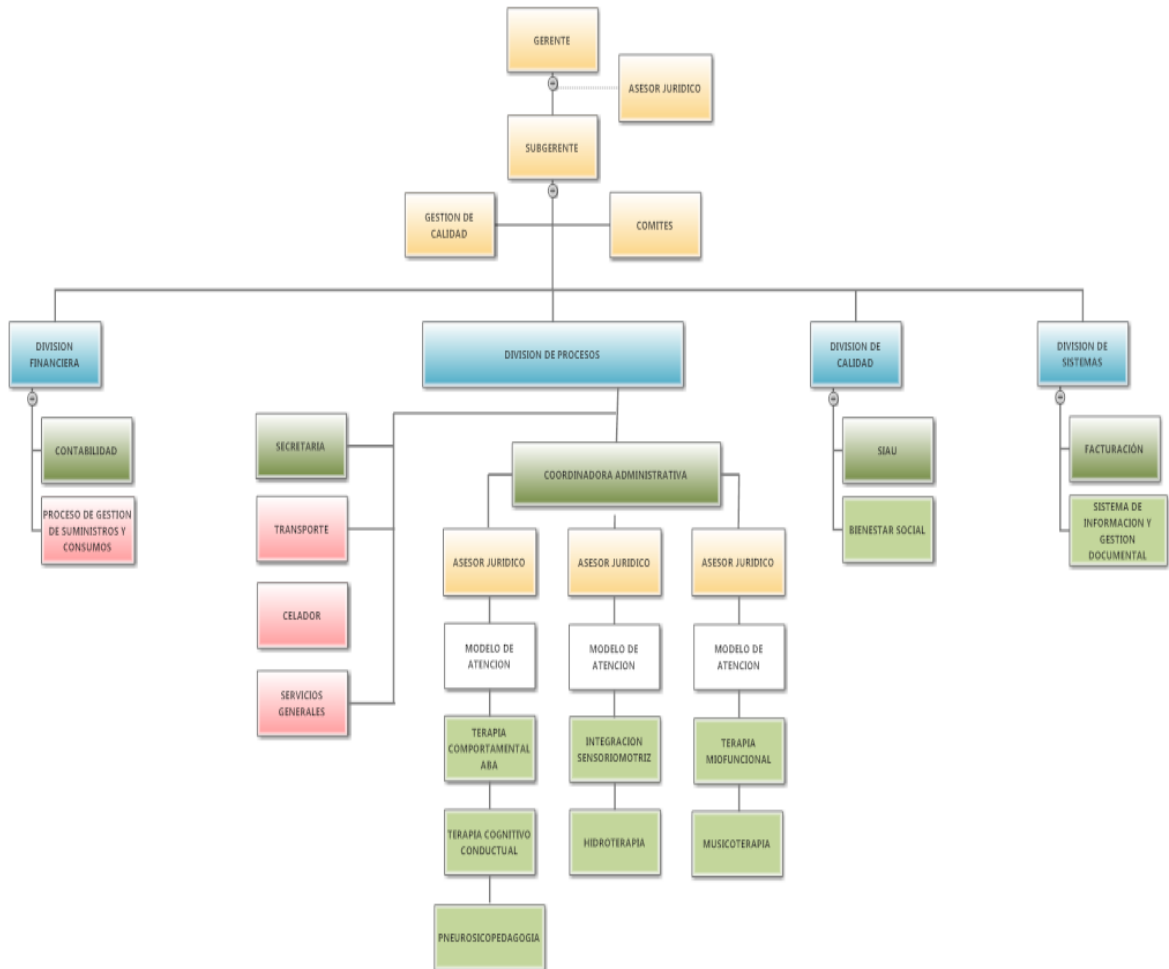 GERENTE
ASESOR JURIDICO
SUBGERENTE
GESTION DE
CALIDAD
COMITES
DIVISION
FINANCIERA
DIVISION DE PROCESOS
DIVISION DE
CALIDAD
DIVISION DE
SISTEMAS
CONTABILIDAD
PROCESO DE GESTION
DE SUMINISTROS Y
CONSUMOS
SECRETARIA
TRANSPORTE
CELADOR
SERVICIOS
GENERALES
COORDINADORA ADMINISTRATIVA
ASESOR JURIDICO
MODELO DE
ATENCION
TERAPIA
COMPORTAMENTAL
ABA
TERAPIA COGNITIVO
CONDUCTUAL
PNEUROSICOPEDAGOGIA
ASESOR JURIDICO
MODELO DE
ATENCION
INTEGRACION
SENSORIOMOTRIZ
HIDROTERAPIA
ASESOR JURIDICO
MODELO DE
ATENCION
TERAPIA
MIOFUNCIONAL
MUSICOTERAPIA
SIAU
BIENESTAR SOCIAL
FACTURACIÓN
SISTEMA DE
INFORMACION Y
GESTION
DOCUMENTAL